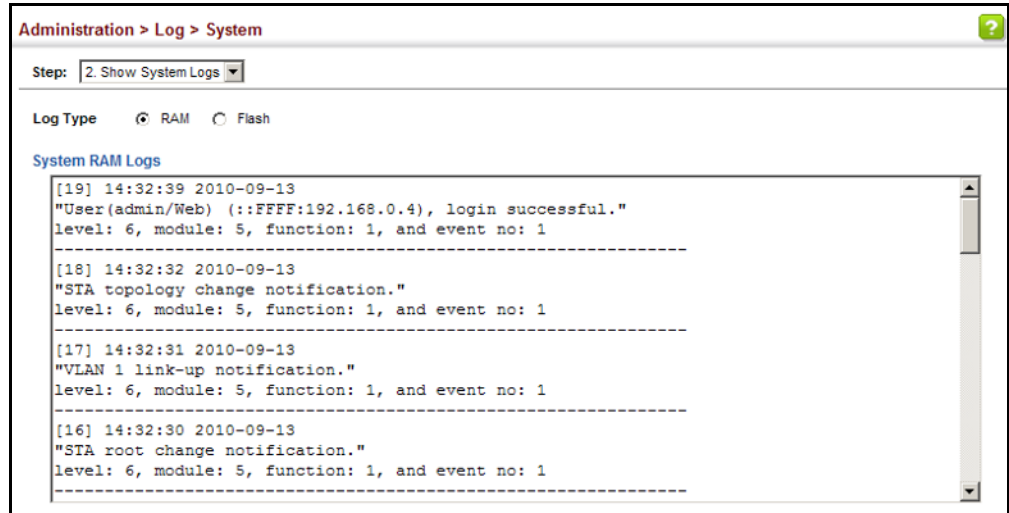 Administration > Log > System
?
Step: 2. Show System Logs
Log Type RAM Flash
System RAM Logs
[19] 14:32:39 2010-09-13
"User(admin/Web) (::FFFF:192.168.0.4), login successful."
level: 6, module: 5, function: 1, and event no: 1
---------------------------------------------------------------
[18] 14:32:32 2010-09-13
"STA topology change notification."
level: 6, module: 5, function: 1, and event no: 1
---------------------------------------------------------------
[17] 14:32:31 2010-09-13
"VLAN 1 link-up notification."
level: 6, module: 5, function: 1, and event no: 1
---------------------------------------------------------------
[16] 14:32:30 2010-09-13
"STA root change notification."
level: 6, module: 5, function: 1, and event no: 1
---------------------------------------------------------------